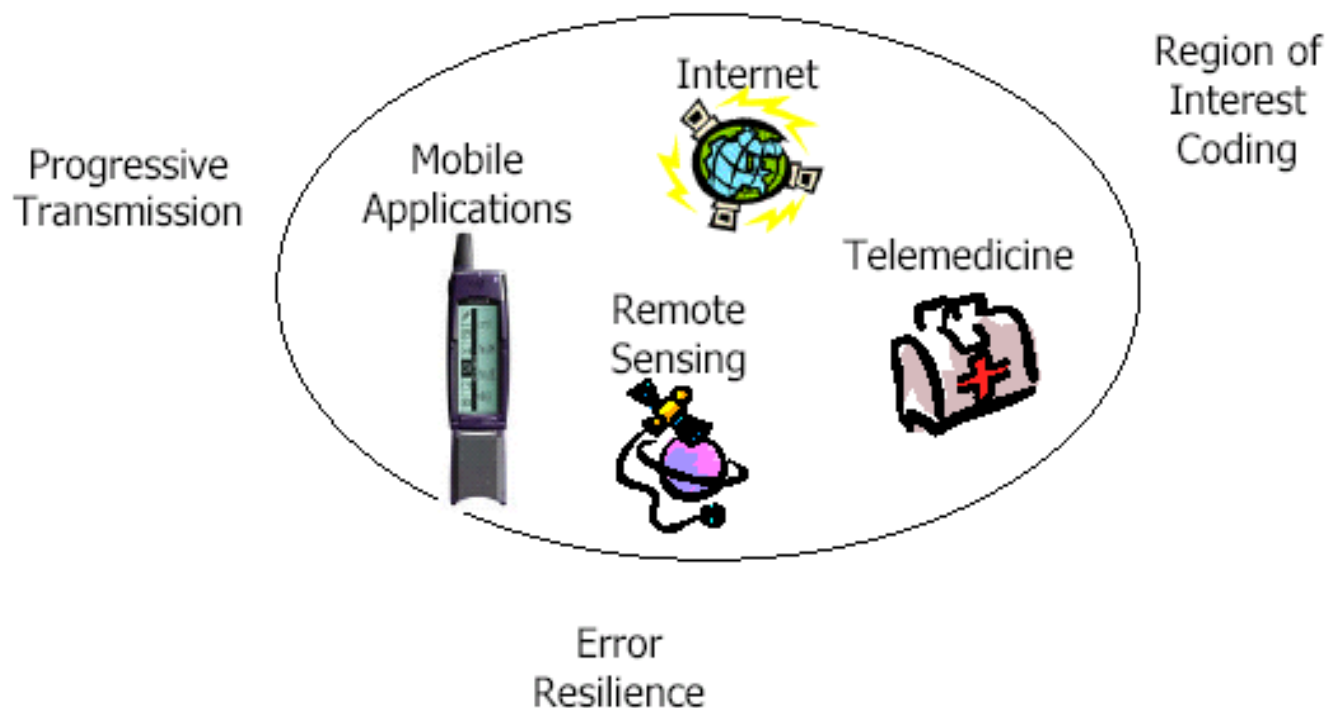 Internet
Region of
Interest
Coding
Progressive
Transmission
Mobile
Applications
Telemedicine
Remote
Sensing
Error
Resilience